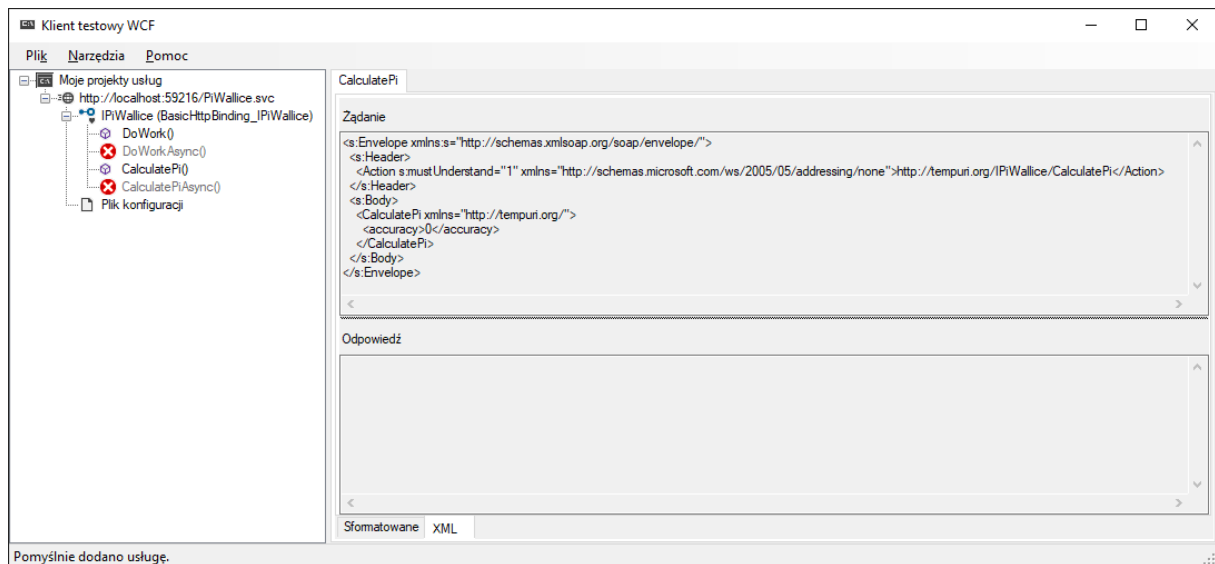 Klient testowy WCF
Plik Narzędzia Pomoc
Moje projekty usług
http://localhost:59216/PiWallice.svc
IPiWallice (BasicHttpBinding_IPiWallice)
DoWork()
DoWorkAsync()
CalculatePi()
CalculatePiAsync()
Plik konfiguracji
CalculatePi
Żądanie
<s:Envelope xmlns:s="http://schemas.xmlsoap.org/soap/envelope/">
<s:Header>
<Action s:mustUnderstand="1" xmlns="http://schemas.microsoft.com/ws/2005/05/addressing/none">http://tempuri.org/IPiWallice/CalculatePi</Action>
</s:Header>
<s:Body>
<CalculatePi xmlns="http://tempuri.org/">
<accuracy>0</accuracy>
</CalculatePi>
</s:Body>
</s:Envelope>
Odpowiedź
Sformatowane XML
Pomyślnie dodano usługę.